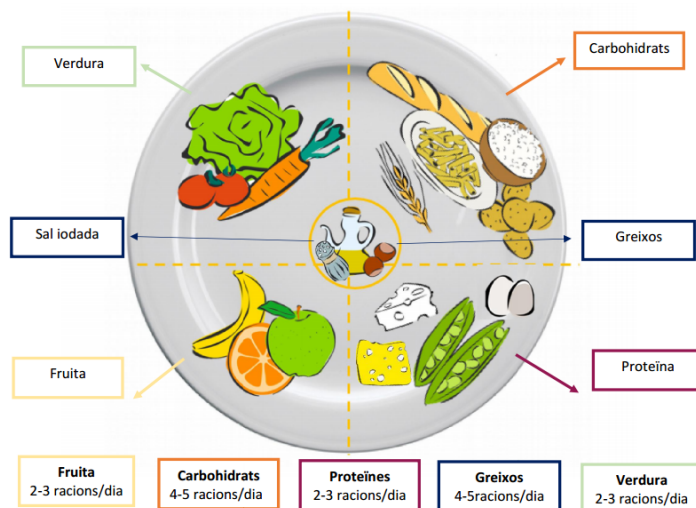 Verdura
Carbohidrats
Sal iodada
Greixos
Fruita
Proteïna
Fruita
2-3 racions/dia
Carbohidrats
4-5 racions/dia
Proteïnes
2-3 racions/dia
Greixos
4-5racions/dia
Verdura
2-3 racions/dia